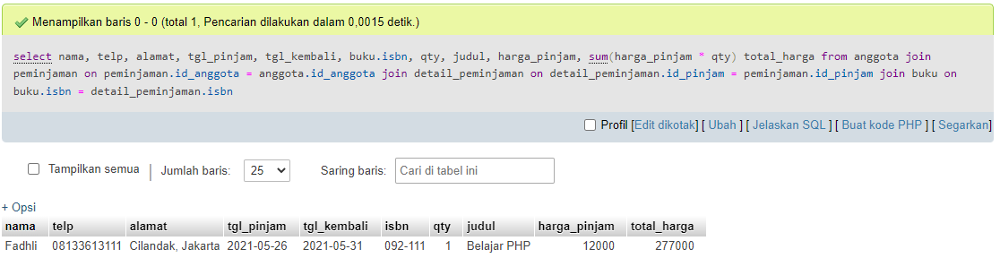 Menampilkan baris 0 - 0 (total 1, Pencarian dilakukan dalam 0,0015 detik.)
select nama, telp, alamat, tgl_pinjam, tgl_kembali, buku.isbn, qty, judul, harga_pinjam, sum(harga_pinjam * qty) total_harga from anggota join
peminjaman on peminjaman.id_anggota = anggota.id_anggota join detail_peminjaman on detail_peminjaman.id_pinjam = peminjaman.id_pinjam join buku on
buku.isbn = detail_peminjaman.isbn
Profil [Edit dikotak] [ Ubah ] [ Jelaskan SQL ] [ Buat kode PHP ] [ Segarkan]
Tampilkan semua | Jumlah baris: 25 Saring baris: Cari di tabel ini
+ Opsi
nama telp alamat tgl_pinjam tgl_kembali isbn qty judul harga_pinjam total_harga
Fadhli 08133613111 Cilandak, Jakarta 2021-05-26 2021-05-31 092-111 1 Belajar PHP 12000 277000